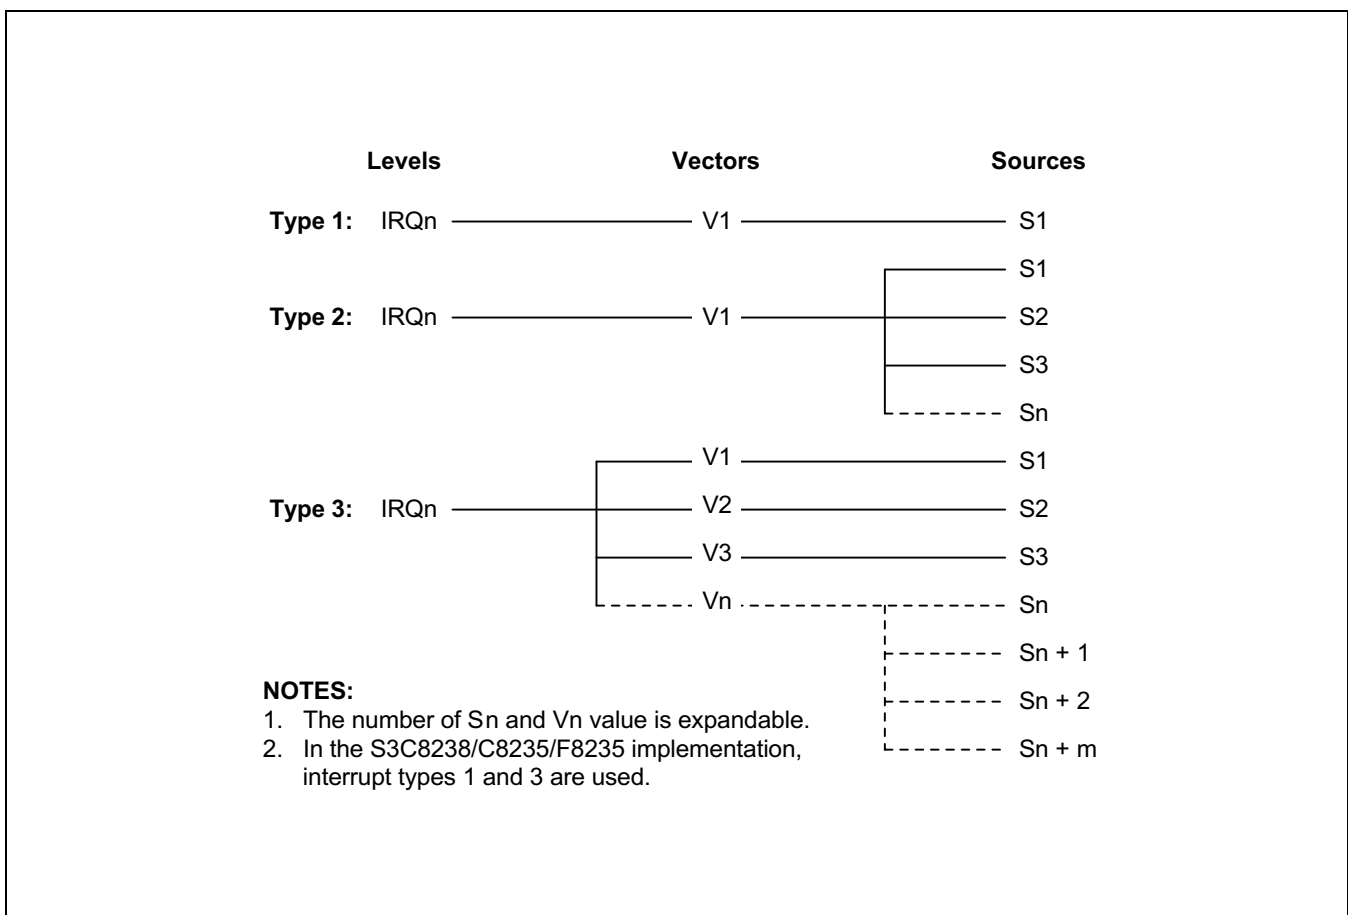 Levels Vectors Sources
Type 1: IRQn V1 S1
S1
Type 2: IRQn V1 S2
S3
Sn
V1 S1
Type 3: IRQn V2 S2
V3 S3
Vn Sn
Sn + 1
Sn + 2
Sn + m
NOTES:
1. The number of Sn and Vn value is expandable.
2. In the S3C8238/C8235/F8235 implementation,
interrupt types 1 and 3 are used.